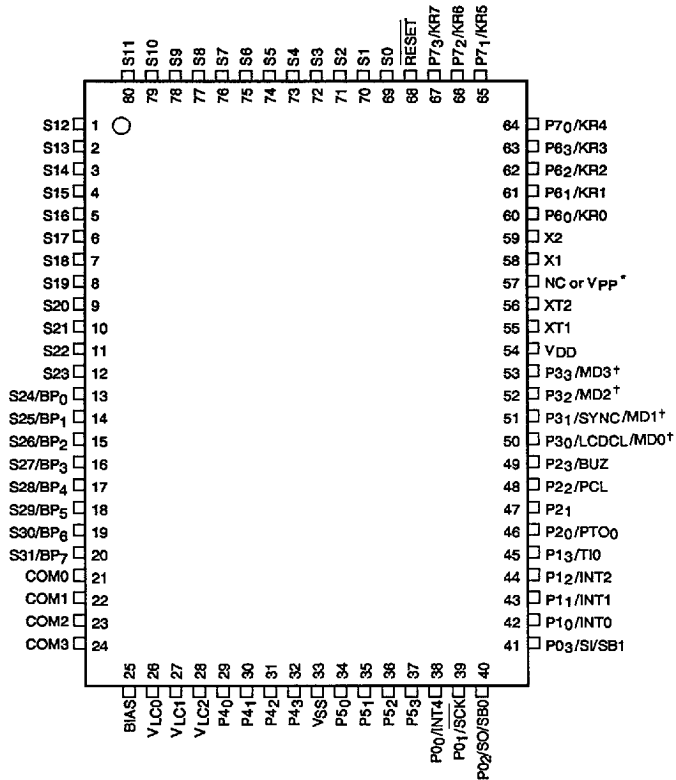 S11 S10 S9 S8 S7 S6 S5 S4 S3 S2 S1 S0 RESET P73/KR7 P72/KR6 P71/KR5
80 79 78 77 76 75 74 73 72 71 70 69 68 67 66 65
S12 1 64 P70/KR4
S13 2 63 P63/KR3
S14 3 62 P62/KR2
S15 4 61 P61/KR1
S16 5 60 P60/KR0
S17 6 59 X2
S18 7 58 X1
S19 8 57 NC or VPP*
S20 9 56 XT2
S21 10 55 XT1
S22 11 54 VDD
S23 12 53 P33/MD3†
S24/BP0 13 52 P32/MD2†
S25/BP1 14 51 P31/SYNC/MD1†
S26/BP2 15 50 P30/LCDCL/MD0†
S27/BP3 16 49 P23/BUZ
S28/BP4 17 48 P22/PCL
S29/BP5 18 47 P21
S30/BP6 19 46 P20/PTO0
S31/BP7 20 45 P13/TI0
COM0 21 44 P12/INT2
COM1 22 43 P11/INT1
COM2 23 42 P10/INT0
COM3 24 41 P03/SI/SB1
25 26 27 28 29 30 31 32 33 34 35 36 37 38 39 40
BIAS VLC0 VLC1 VLC2 P40 P41 P42 P43 VSS P50 P51 P52 P53 P00/INT4 P01/SCK P02/SO/SB0